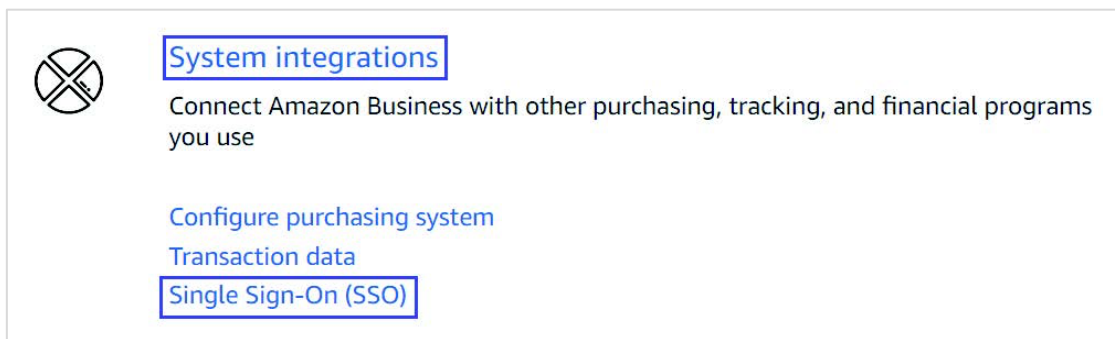 System integrations
Connect Amazon Business with other purchasing, tracking, and financial programs
you use
Configure purchasing system
Transaction data
Single Sign-On (SSO)